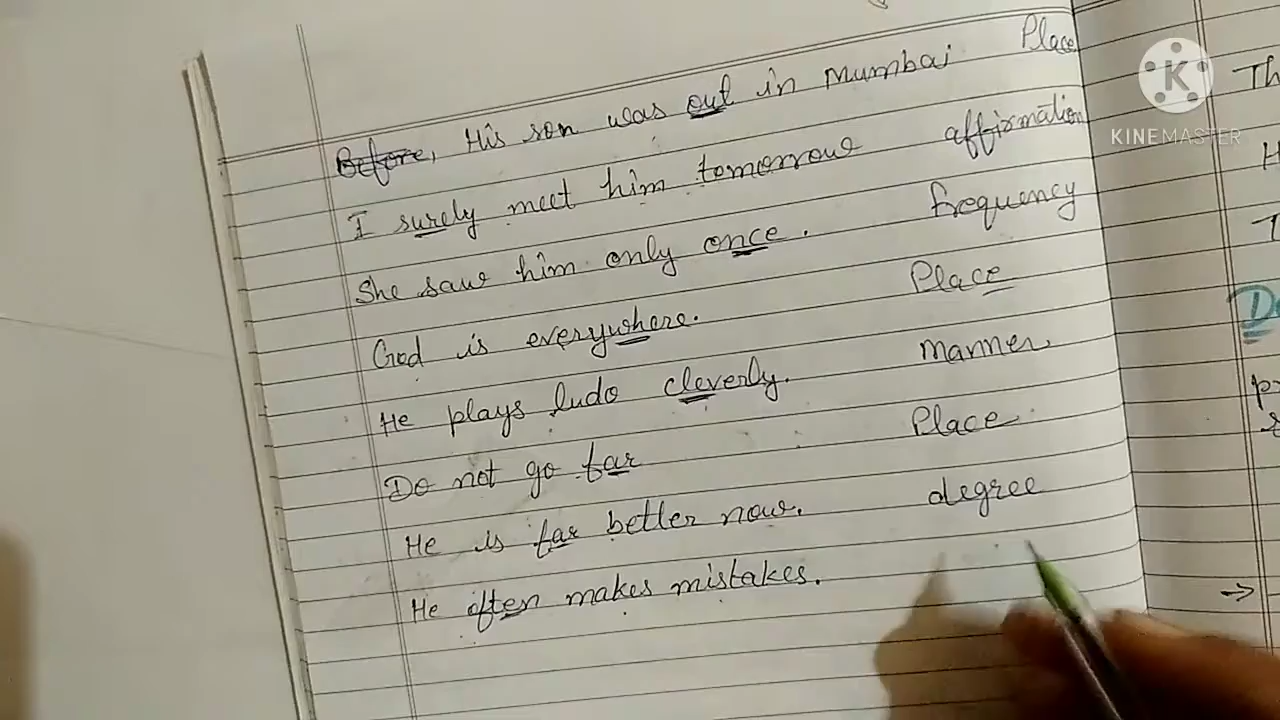 Before, His son was out in Mumbai Place
I surely meet him tomorrow affirmation
She saw him only once. frequency
God is everywhere. Place
He plays ludo cleverly. manner.
Do not go far Place
He is far better now. degree
He often makes mistakes.
KINEMASTER